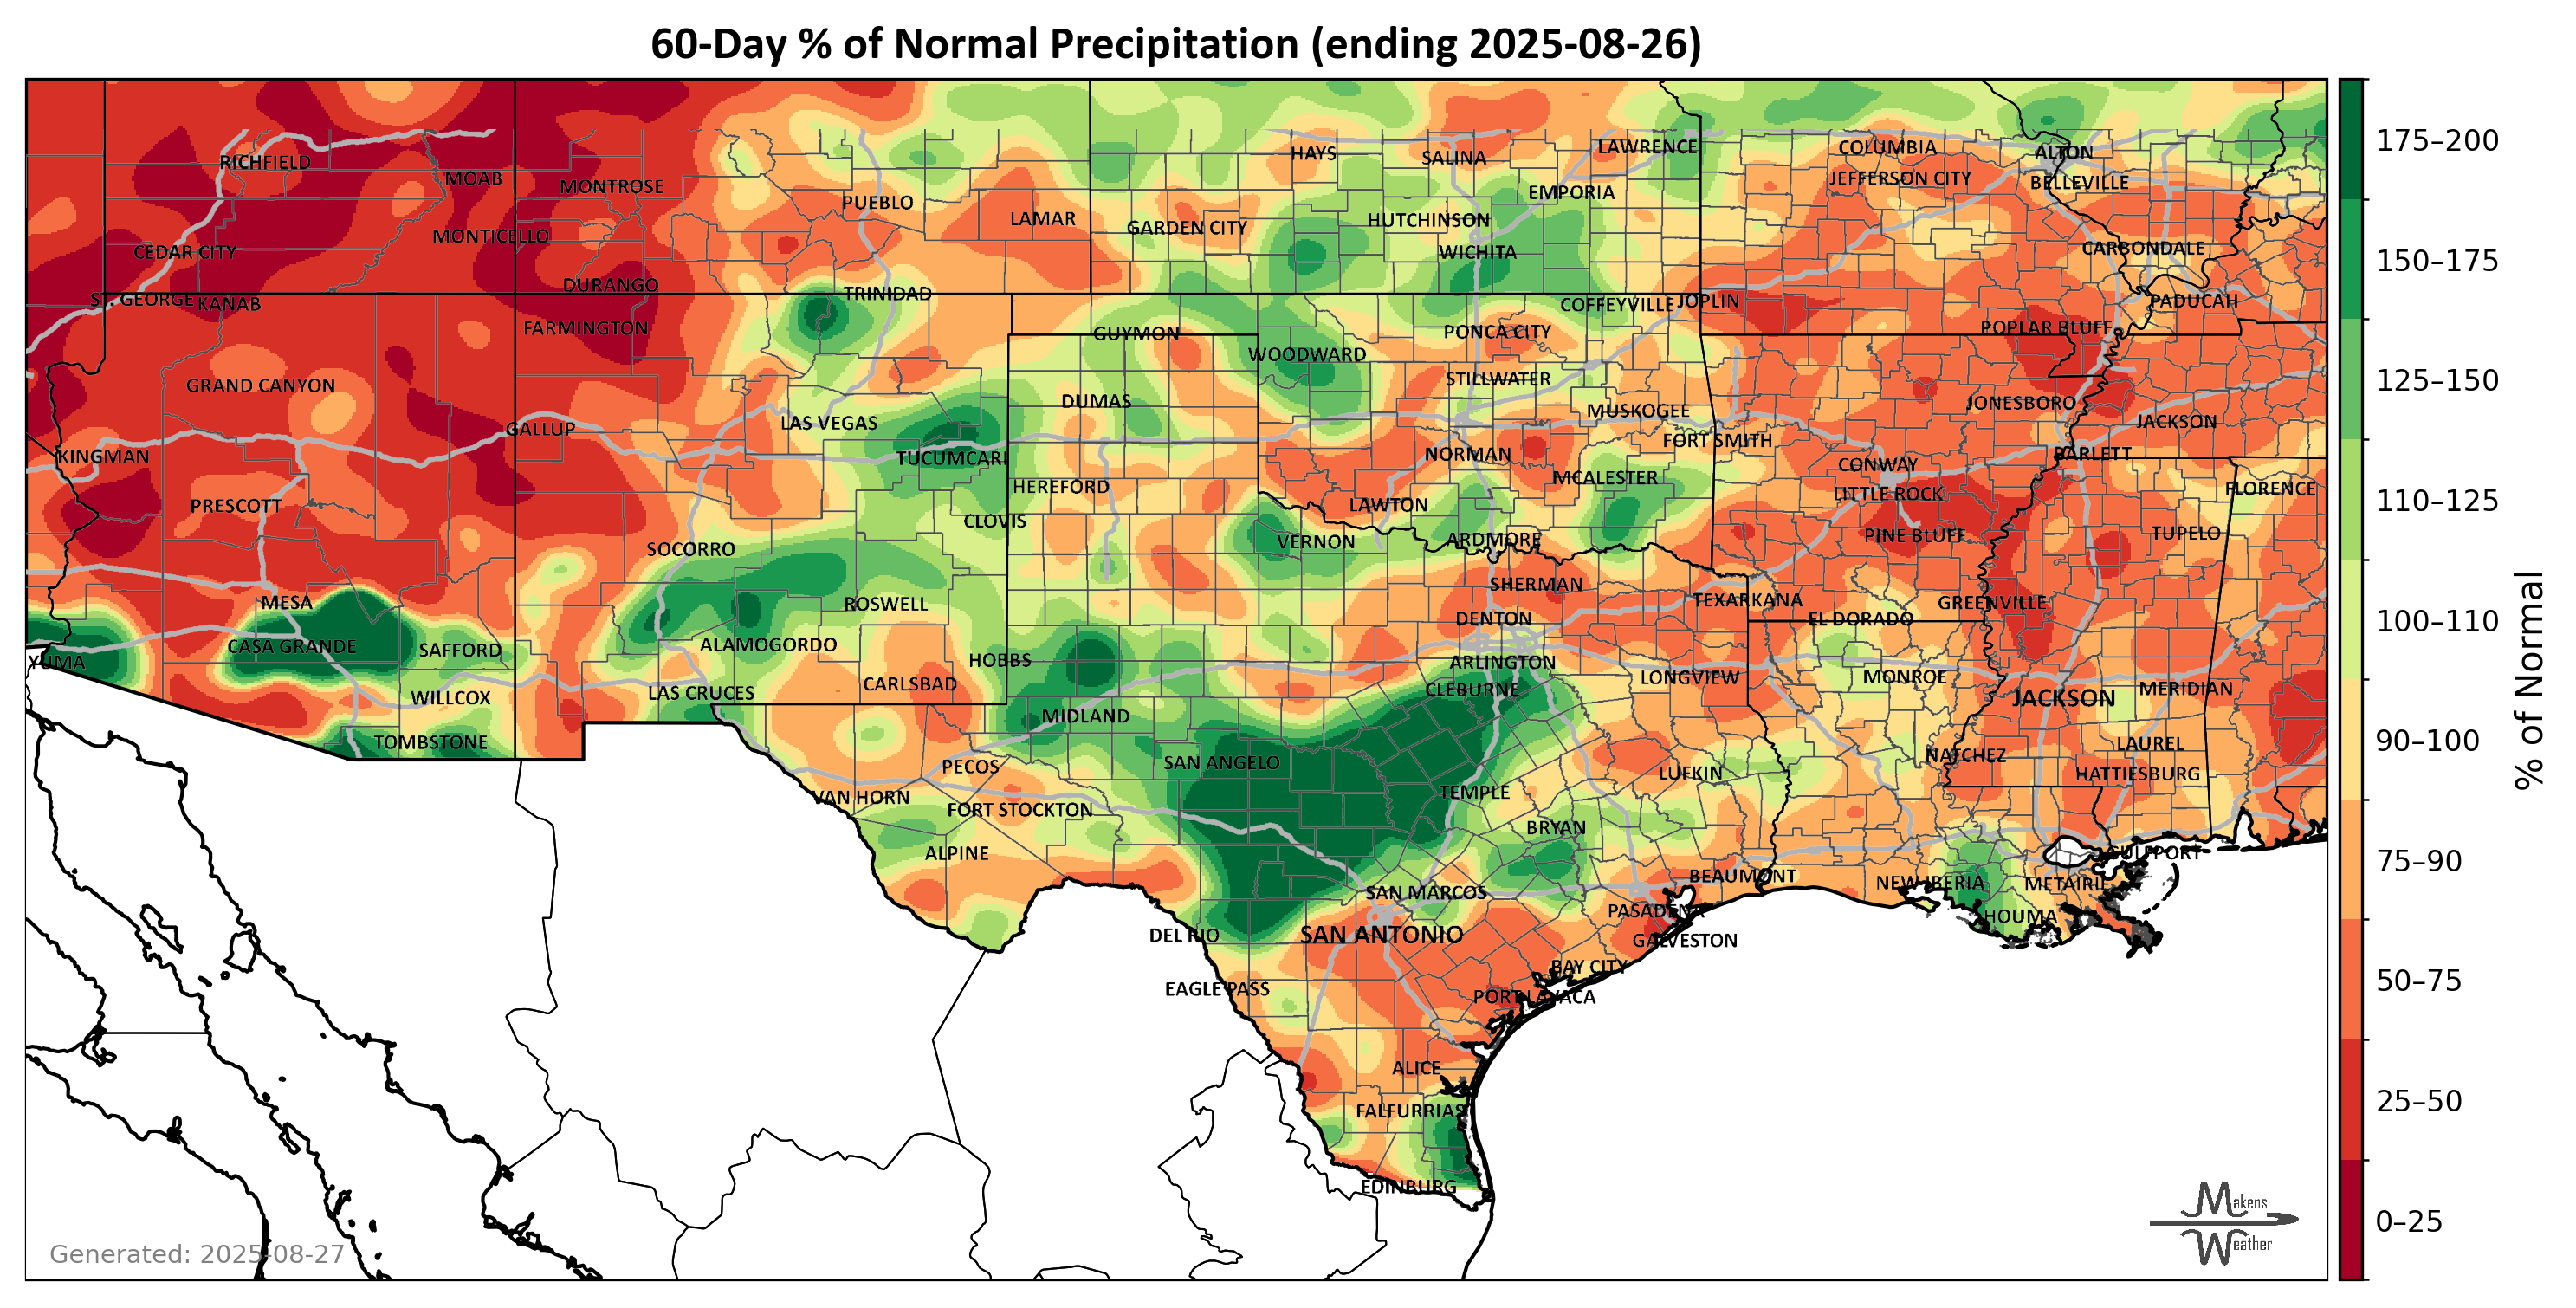 60-Day % of Normal Precipitation (ending 2025-08-26)
RICHFIELD
MOAB
MONTROSE
PUEBLO
LAMAR
HAYS
SALINA
LAWRENCE
COLUMBIA
ALTON
JEFFERSON CITY
BELLEVILLE
EMPORIA
GARDEN CITY
HUTCHINSON
WICHITA
CEDAR CITY
MONTICELLO
CARBONDALE
DURANGO
TRINIDAD
ST. GEORGE
KANAB
COFFEYVILLE
JOPLIN
PADUCAH
FARMINGTON
GUYMON
PONCA CITY
POPLAR BLUFF
WOODWARD
GRAND CANYON
STILLWATER
DUMAS
MUSKOGEE
JONESBORO
JACKSON
GALLUP
LAS VEGAS
FORT SMITH
KINGMAN
TUCUMCARI
NORMAN
BARLETT
CONWAY
HEREFORD
MCALESTER
LITTLE ROCK
FLORENCE
PRESCOTT
LAWTON
CLOVIS
PINE BLUFF
TUPELO
SOCORRO
VERNON
ARDMORE
SHERMAN
MESA
ROSWELL
TEXARKANA
GREENVILLE
DENTON
EL DORADO
CASA GRANDE
SAFFORD
ALAMOGORDO
YUMA
HOBBS
ARLINGTON
LONGVIEW
MONROE
WILLCOX
LAS CRUCES
CARLSBAD
CLEBURNE
JACKSON
MERIDIAN
MIDLAND
TOMBSTONE
LAUREL
NATCHEZ
PECOS
SAN ANGELO
LUFKIN
HATTIESBURG
VAN HORN
FORT STOCKTON
TEMPLE
BRYAN
ALPINE
GULFPORT
SAN MARCOS
BEAUMONT
NEW IBERIA
METAIRIE
PASADENA
HOUMA
DEL RIO
SAN ANTONIO
GALVESTON
BAY CITY
EAGLE PASS
PORT LAVACA
ALICE
FALFURRIAS
EDINBURG
175–200
150–175
125–150
110–125
100–110
90–100
75–90
50–75
25–50
0–25
% of Normal
Makens
Weather
Generated: 2025-08-27